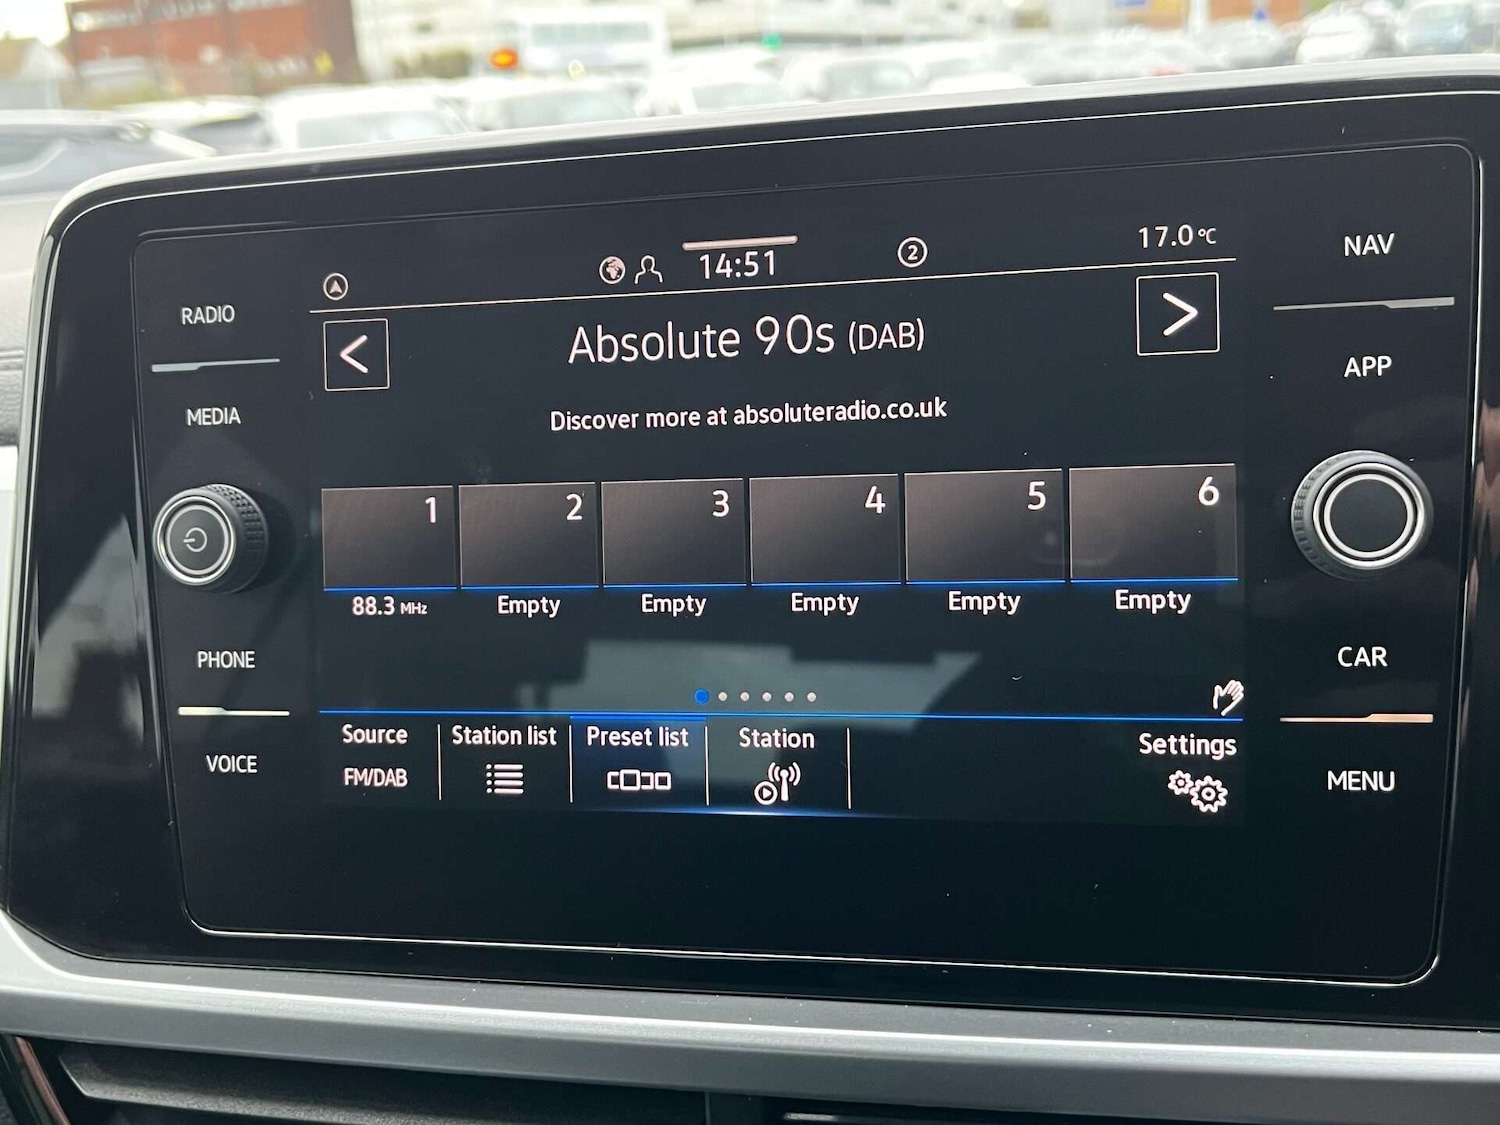 17.0°C
14:51
2
NAV
RADIO
Absolute 90s (DAB)
APP
MEDIA
Discover more at absoluteradio.co.uk
1 2 3 4 5 6
88.3 MHz Empty Empty Empty Empty Empty
PHONE
CAR
Source Station list Preset list Station Settings
FM/DAB
VOICE
MENU